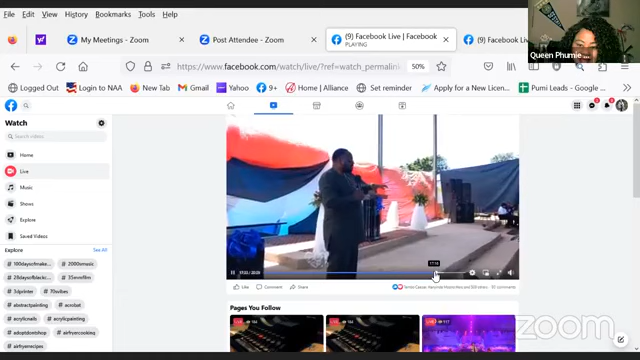 File Edit View History Bookmarks Tools Help
My Meetings - Zoom
Post Attendee - Zoom
(9) Facebook Live | Facebook
PLAYING
(9) Facebook Live
Queen Phumie
https://www.facebook.com/watch/live/?ref=watch_permalink
50%
Logged Out
Login to NAA
New Tab
Gmail
Yahoo
9+
Home | Alliance
Set reminder
Apply for a New Licen...
Pumi Leads - Googl...
Watch
Search videos
Home
Live
Music
Shows
Explore
Saved Videos
Explore
See All
# 2000smusic
# 35mmfilm
# 3dprinter
# 70svibes
# abstractpainting
# acrobat
# acrylicnails
# acrylicpainting
# adoptdontshop
# airfryercooking
# airfryerrecipes
Like
Comment
Share
Pages You Follow
zoom